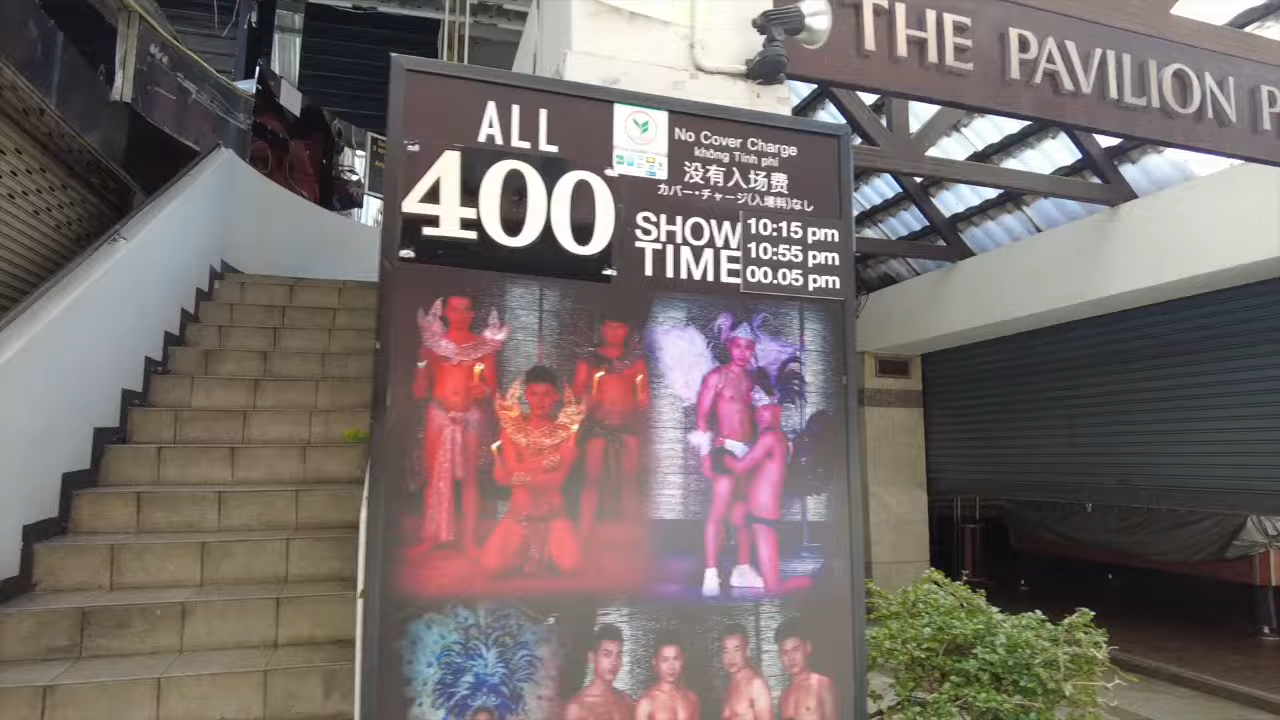 THE PAVILION P
ALL
400
No Cover Charge
không Tính phí
没有入场费
カバー・チャージ(入場料)なし
SHOW TIME
10:15 pm
10:55 pm
00.05 pm